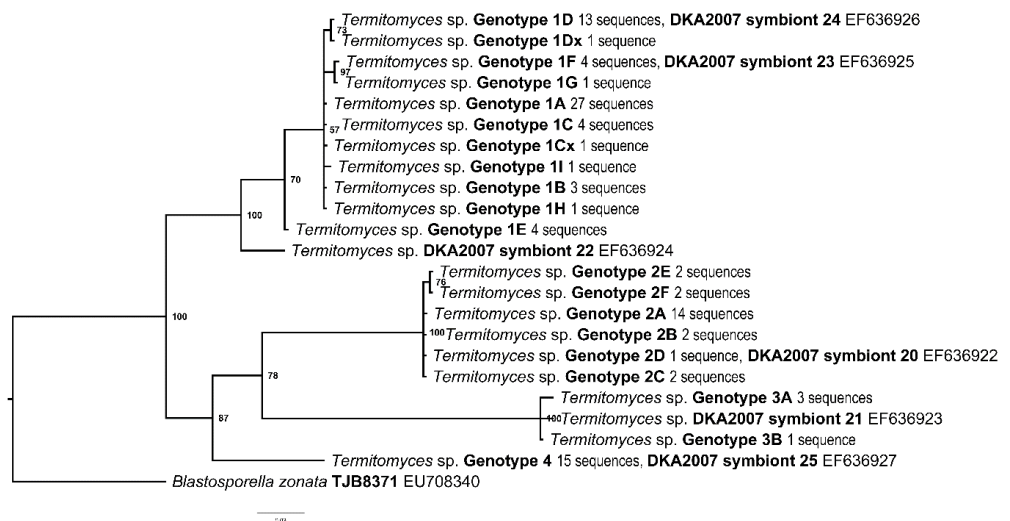 Termitomyces sp. Genotype 1D 13 sequences, DKA2007 symbiont 24 EF636926
73
Termitomyces sp. Genotype 1Dx 1 sequence
Termitomyces sp. Genotype 1F 4 sequences, DKA2007 symbiont 23 EF636925
97
Termitomyces sp. Genotype 1G 1 sequence
Termitomyces sp. Genotype 1A 27 sequences
57 Termitomyces sp. Genotype 1C 4 sequences
Termitomyces sp. Genotype 1Cx 1 sequence
Termitomyces sp. Genotype 1I 1 sequence
70
Termitomyces sp. Genotype 1B 3 sequences
Termitomyces sp. Genotype 1H 1 sequence
100
Termitomyces sp. Genotype 1E 4 sequences
Termitomyces sp. DKA2007 symbiont 22 EF636924
Termitomyces sp. Genotype 2E 2 sequences
76
Termitomyces sp. Genotype 2F 2 sequences
Termitomyces sp. Genotype 2A 14 sequences
100
100 Termitomyces sp. Genotype 2B 2 sequences
Termitomyces sp. Genotype 2D 1 sequence, DKA2007 symbiont 20 EF636922
78
Termitomyces sp. Genotype 2C 2 sequences
Termitomyces sp. Genotype 3A 3 sequences
87
100 Termitomyces sp. DKA2007 symbiont 21 EF636923
Termitomyces sp. Genotype 3B 1 sequence
Termitomyces sp. Genotype 4 15 sequences, DKA2007 symbiont 25 EF636927
Blastosporella zonata TJB8371 EU708340